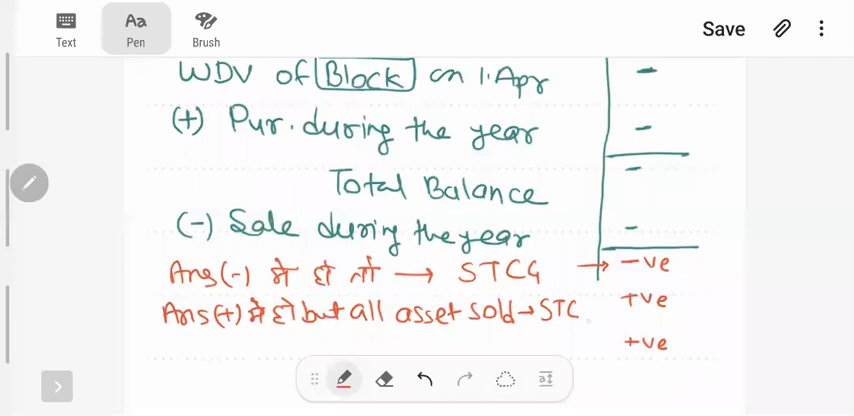 Text
Aa
Pen
Brush
Save
WDV of Block on 1. Apr -
(+) Pur. during the year -
Total Balance -
(-) Sale during the year -
Ans (-) में हो तो → STCG → -ve
Ans (+) में हो but all asset sold → STC +ve
+ve